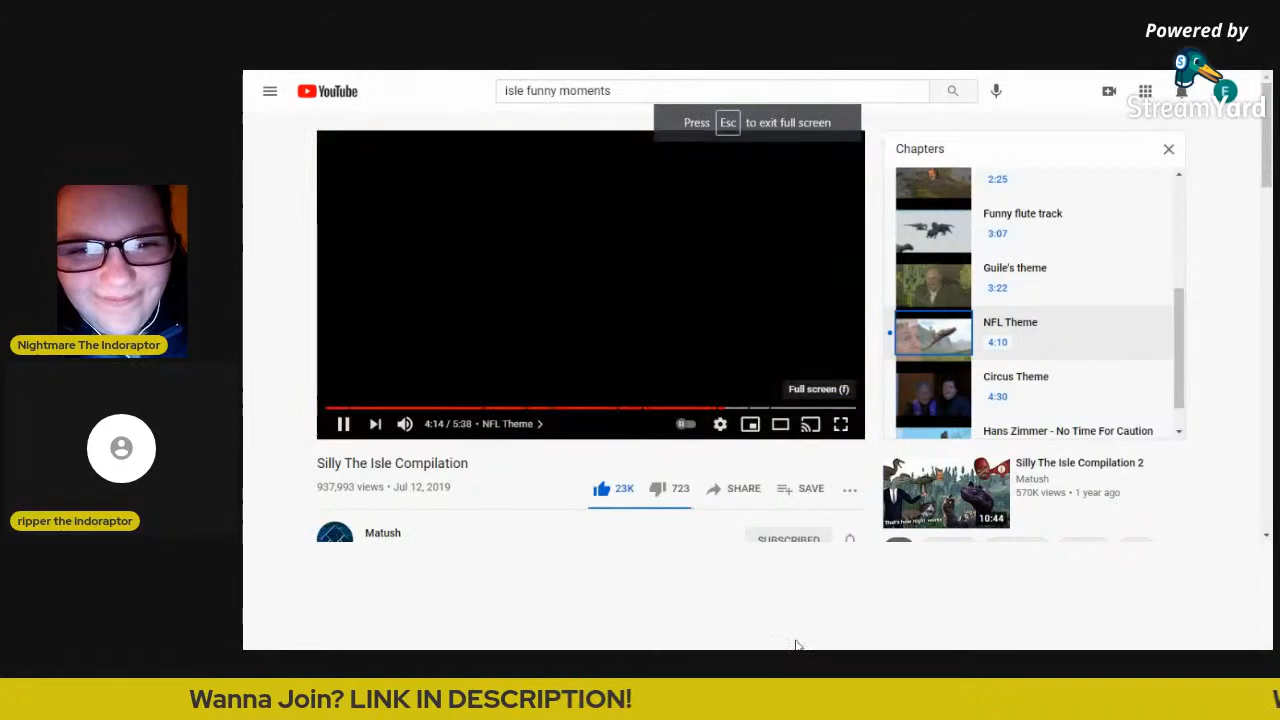 Powered by
StreamYard
YouTube
isle funny moments
E
Press Esc to exit full screen
Chapters
2:25
Funny flute track
3:07
Guile's theme
3:22
NFL Theme
4:10
Circus Theme
4:30
Hans Zimmer - No Time For Caution
Full screen (f)
4:14 / 5:38 • NFL Theme
Silly The Isle Compilation
937,993 views • Jul 12, 2019
23K
723
SHARE
SAVE
Matush
SUBSCRIBED
Silly The Isle Compilation 2
Matush
570K views • 1 year ago
That's how night works
10:44
Nightmare The Indoraptor
ripper the indoraptor
Wanna Join? LINK IN DESCRIPTION!